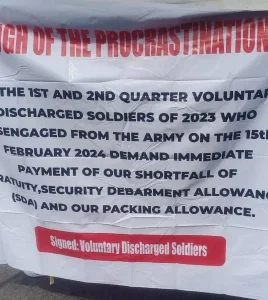 IGH OF THE PROCRASTINATION
THE 1ST AND 2ND QUARTER VOLUNTAR
DISCHARGED SOLDIERS OF 2023 WHO
SENGAGED FROM THE ARMY ON THE 15th
FEBRUARY 2024 DEMAND IMMEDIATE
PAYMENT OF OUR SHORTFALL OF
RATUITY,SECURITY DEBARMENT ALLOWANC
(SDA) AND OUR PACKING ALLOWANCE.
Signed: Voluntary Discharged Soldiers